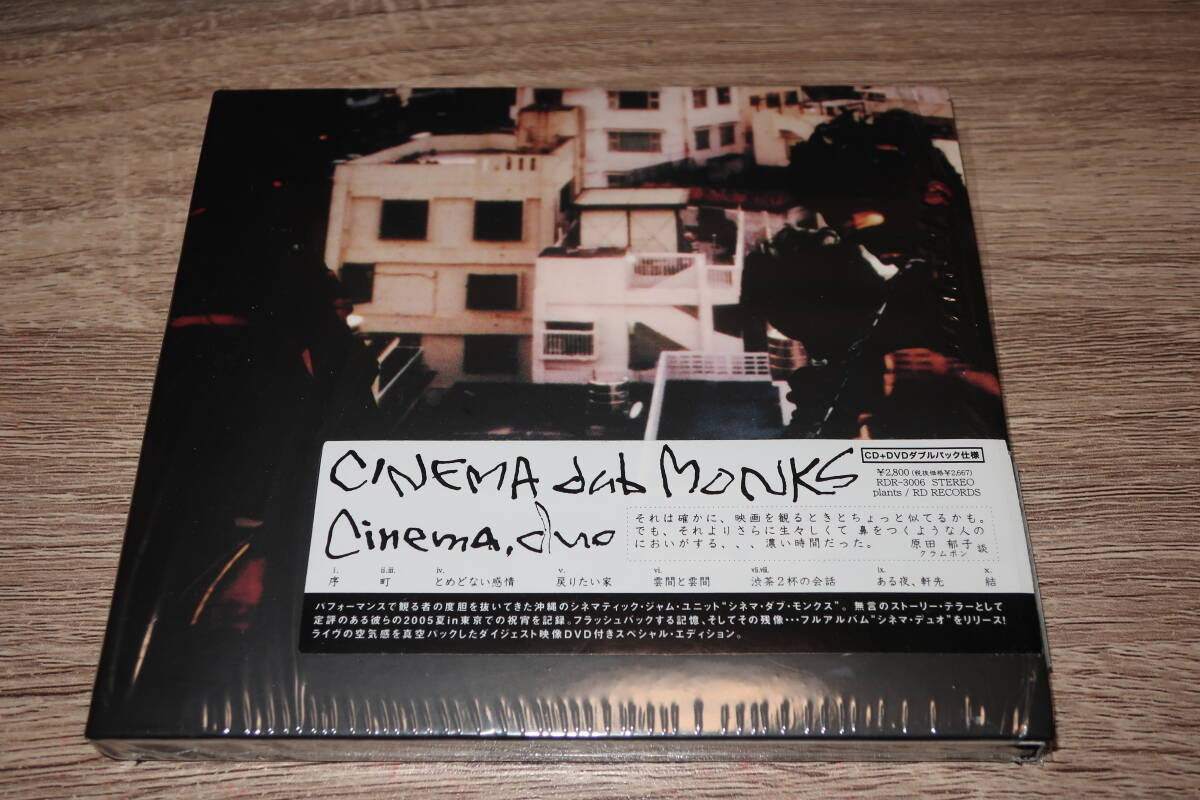 CINEMA dub MONKS
Cinema, duo
CD+DVDダブルパック仕様
¥2,800(税抜価格¥2,667)
RDR-3006 STEREO
plants / RD RECORDS
それは確かに、映画を観るときとちょっと似てるかも。
でも、それよりさらに生々しくて 鼻をつくような人の
においがする、、、濃い時間だった。 原田 郁子 談
クラムボン
i. ii.iii. iv. v. vi. vii.viii. ix. x.
序 町 とめどない感情 戻りたい家 雲間と雲間 渋茶2杯の会話 ある夜、軒先 結
パフォーマンスで観る者の度胆を抜いてきた沖縄のシネマティック・ジャム・ユニット"シネマ・ダブ・モンクス"。 無言のストーリー・テラーとして
定評のある彼らの2005夏in東京での祝宵を記録。フラッシュバックする記憶、そしてその残像・・・フルアルバム"シネマ・デュオ"をリリース!
ライヴの空気感を真空パックしたダイジェスト映像DVD付きスペシャル・エディション。